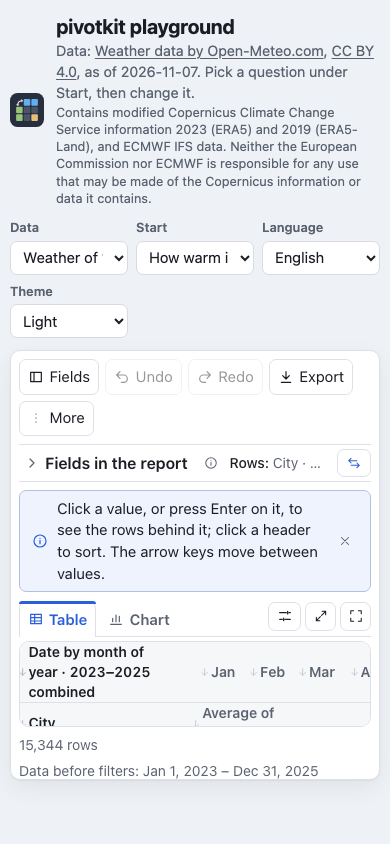 pivotkit playground
Data: Weather data by Open-Meteo.com, CC BY
4.0, as of 2026-11-07. Pick a question under
Start, then change it.
Contains modified Copernicus Climate Change
Service information 2023 (ERA5) and 2019 (ERA5-
Land), and ECMWF IFS data. Neither the European
Commission nor ECMWF is responsible for any use
that may be made of the Copernicus information or
data it contains.
Data Start Language
Weather of How warm i English
Theme
Light
Fields Undo Redo Export
More
Fields in the report Rows: City · ...
Click a value, or press Enter on it, to
see the rows behind it; click a header
to sort. The arrow keys move between
values.
Table Chart
Date by month of
year · 2023–2025
combined
Jan Feb Mar A
City
Average of
15,344 rows
Data before filters: Jan 1, 2023 – Dec 31, 2025